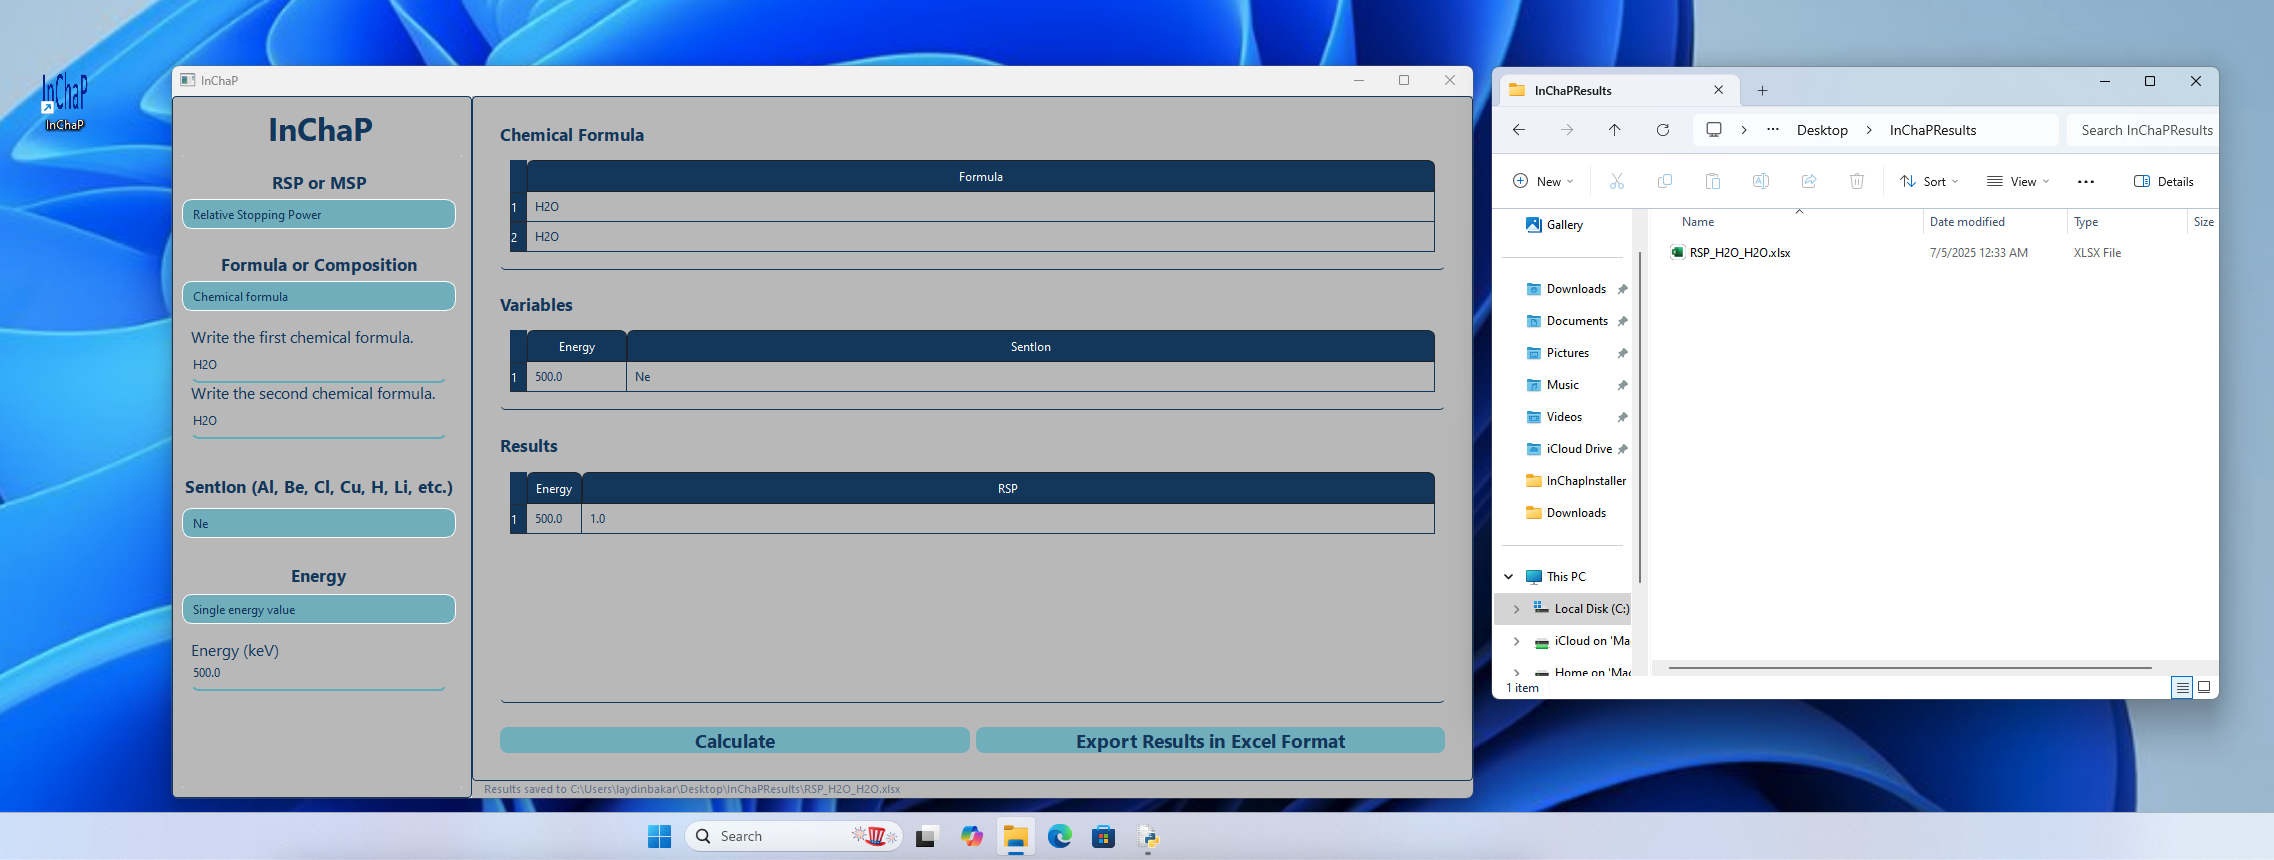 InChaP
InChaP
InChaP
InChaP
RSP or MSP
Relative Stopping Power
Formula or Composition
Chemical formula
Write the first chemical formula.
H2O
Write the second chemical formula.
H2O
SentIon (Al, Be, Cl, Cu, H, Li, etc.)
Ne
Energy
Single energy value
Energy (keV)
500.0
Chemical Formula
Formula
1 H2O
2 H2O
Variables
Energy SentIon
1 500.0 Ne
Results
Energy RSP
1 500.0 1.0
Calculate
Export Results in Excel Format
Results saved to C:\Users\laydinbakar\Desktop\InChaPResults\RSP_H2O_H2O.xlsx
InChaPResults
Desktop > InChaPResults
Search InChaPResults
New
Sort
View
Details
Gallery
Downloads
Documents
Pictures
Music
Videos
iCloud Drive
InChapInstaller
Downloads
This PC
Local Disk (C:)
iCloud on 'Ma
Home on 'Mac
Name Date modified Type Size
RSP_H2O_H2O.xlsx 7/5/2025 12:33 AM XLSX File
1 item
Search